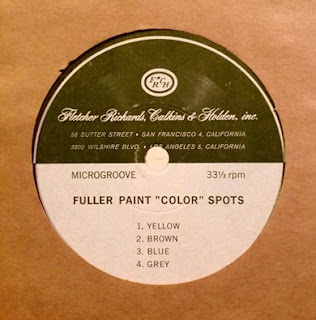 FRCH
Fletcher Richards, Calkins & Holden, inc.
58 SUTTER STREET • SAN FRANCISCO 4, CALIFORNIA
3300 WILSHIRE BLVD. • LOS ANGELES 5, CALIFORNIA
MICROGROOVE 33⅓ rpm
FULLER PAINT "COLOR" SPOTS
1. YELLOW
2. BROWN
3. BLUE
4. GREY